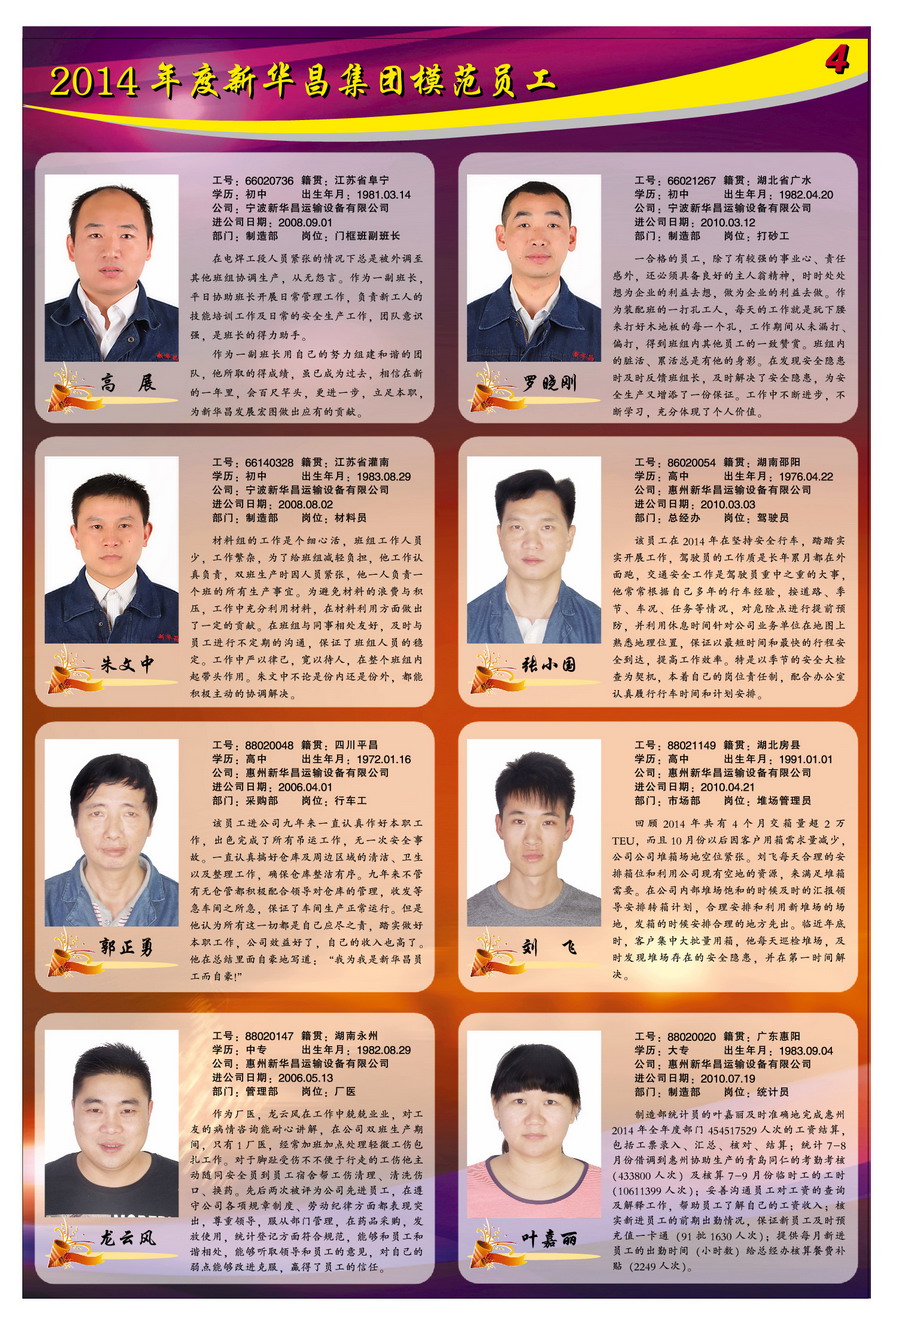 2014 年度新华昌集团模范员工
4
工号：66020736 籍贯：江苏省阜宁
学历：初中 出生年月：1981.03.14
公司：宁波新华昌运输设备有限公司
进公司日期：2008.09.01
部门：制造部 岗位：门框班副班长
在电焊工段人员紧张的情况下总是被外调至
其他班组协调生产，从无怨言。作为一副班长，
平日协助班长开展日常管理工作，负责新工人的
技能培训工作及日常的安全生产工作，团队意识
强，是班长的得力助手。
作为一副班长用自己的努力组建和谐的团
队，他所取的得成绩，虽已成为过去，相信在新
的一年里，会百尺竿头，更进一步，立足本职，
为新华昌发展宏图做出应有的贡献。
高 展
工号：66021267 籍贯：湖北省广水
学历：初中 出生年月：1982.04.20
公司：宁波新华昌运输设备有限公司
进公司日期：2010.03.12
部门：制造部 岗位：打砂工
一合格的员工，除了有较强的事业心、责任
感外，还必须具备良好的主人翁精神，时时处处
想为企业的利益去想，做为企业的利益去做。作
为装配班的一打孔工人，每天的工作就是玩下腰
来打好木地板的每一个孔，工作期间从未漏打、
偏打，得到班组内其他员工的一致赞赏。班组内
的脏活、累活总是有他的身影。在发现安全隐患
时及时反馈班组长，及时解决了安全隐患，为安
全生产又增添了一份保证。工作中不断进步，不
断学习，充分体现了个人价值。
罗晓刚
工号：66140328 籍贯：江苏省灌南
学历：初中 出生年月：1983.08.29
公司：宁波新华昌运输设备有限公司
进公司日期：2008.08.02
部门：制造部 岗位：材料员
材料组的工作是个细心活，班组工作人员
少，工作繁杂，为了给班组减轻负担，他工作认
真负责，双班生产时因人员紧张，他一人负责一
个班的所有生产事宜。为避免材料的浪费与积
压，工作中充分利用材料，在材料利用方面做出
了一定的贡献。在班组与同事相处友好，及时与
员工进行不定期的沟通，保证了班组人员的稳
定。工作中严以律己，宽以待人，在整个班组内
起带头作用。朱文中不论是份内还是份外，都能
积极主动的协调解决。
朱文中
工号：86020054 籍贯：湖南邵阳
学历：高中 出生年月：1976.04.22
公司：惠州新华昌运输设备有限公司
进公司日期：2010.03.03
部门：总经办 岗位：驾驶员
该员工在 2014 年在坚持安全行车，踏踏实
实开展工作，驾驶员的工作质是长年累月都在外
面跑，交通安全工作是驾驶员重中之重的大事，
他常常根据自己多年的行车经验，按道路、季
节、车况、任务等情况，对危险点进行提前预
防，并利用休息时间针对公司业务单位在地图上
熟悉地理位置，保证以最短时间和最快的行程安
全到达，提高工作效率。特是以季节的安全大检
查为契机，本着自己的岗位责任制，配合办公室
认真履行行车时间和计划安排。
张小国
工号：88020048 籍贯：四川平昌
学历：高中 出生年月：1972.01.16
公司：惠州新华昌运输设备有限公司
进公司日期：2006.04.01
部门：采购部 岗位：行车工
该员工进公司九年来一直认真作好本职工
作，出色完成了所有吊运工作，无一次安全事
故。一直认真搞好仓库及周边区域的清洁、卫生
以及整理工作，确保仓库整洁有序。九年来不管
有无仓管都积极配合领导对仓库的管理，收发等
急车间之所急，保证了车间生产正常运行。但是
他认为所有这一切都是自己应尽之责，踏实做好
本职工作，公司效益好了，自己的收入也高了。
他在总结里面自豪地写道：“我为我是新华昌员
工而自豪!”
郭正勇
工号：88021149 籍贯：湖北房县
学历：高中 出生年月：1991.01.01
公司：惠州新华昌运输设备有限公司
进公司日期：2010.04.21
部门：市场部 岗位：堆场管理员
回顾 2014 年共有 4 个月交箱量超 2 万
TEU，而且 10 月份以后因客户用箱需求量减少，
公司公司堆箱场地空位紧张。刘飞每天合理的安
排箱位和利用公司现有空地的资源，来满足堆箱
需要。在公司内部堆场饱和的时候及时的汇报领
导安排转箱计划，合理安排和利用新堆场的场
地，发箱的时候安排合理的地方先出。临近年底
时，客户集中大批量用箱，他每天巡检堆场，及
时发现堆场存在的安全隐患，并在第一时间解
决。
刘 飞
工号：88020147 籍贯：湖南永州
学历：中专 出生年月：1982.08.29
公司：惠州新华昌运输设备有限公司
进公司日期：2006.05.13
部门：管理部 岗位：厂医
作为厂医，龙云风在工作中兢兢业业，对工
友的病情咨询能耐心讲解，在公司双班生产期
间，只有 1 厂医，经常加班加点处理轻微工伤包
扎工作。对于脚趾受伤不不便于行走的工伤他主
动随同安全员到员工宿舍帮工伤清理、清洗伤
口、换药。先后两次被评为公司先进员工，在遵
守公司各项规章制度、劳动纪律方面都表现突
出，尊重领导，服从部门管理，在药品采购，发
放使用，统计登记方面符合规范，能够和员工和
谐相处，能够听取领导和员工的意见，对自己的
弱点能够改进克服，赢得了员工的信任。
龙云风
工号：88020020 籍贯：广东惠阳
学历：大专 出生年月：1983.09.04
公司：惠州新华昌运输设备有限公司
进公司日期：2010.07.19
部门：制造部 岗位：统计员
制造部统计员的叶嘉丽及时准确地完成惠州
2014 年全年度部门 454517529 人次的工资结算，
包括工票录入、汇总、核对、结算；统计 7-8
月份借调到惠州协助生产的青岛同仁的考勤考核
(433800 人次) 及核算 7-9 月份临时工的工时
(10611399 人次)；妥善沟通员工对工资的查询
及解释工作，帮助员工了解自己的工资收入；核
实新进员工的前期出勤情况，保证新员工及时预
充值一卡通 (91 批 1630 人次)；提供每月新进
员工的出勤时间 (小时数) 给总经办核算餐费补
贴 (2249 人次)。
叶嘉丽